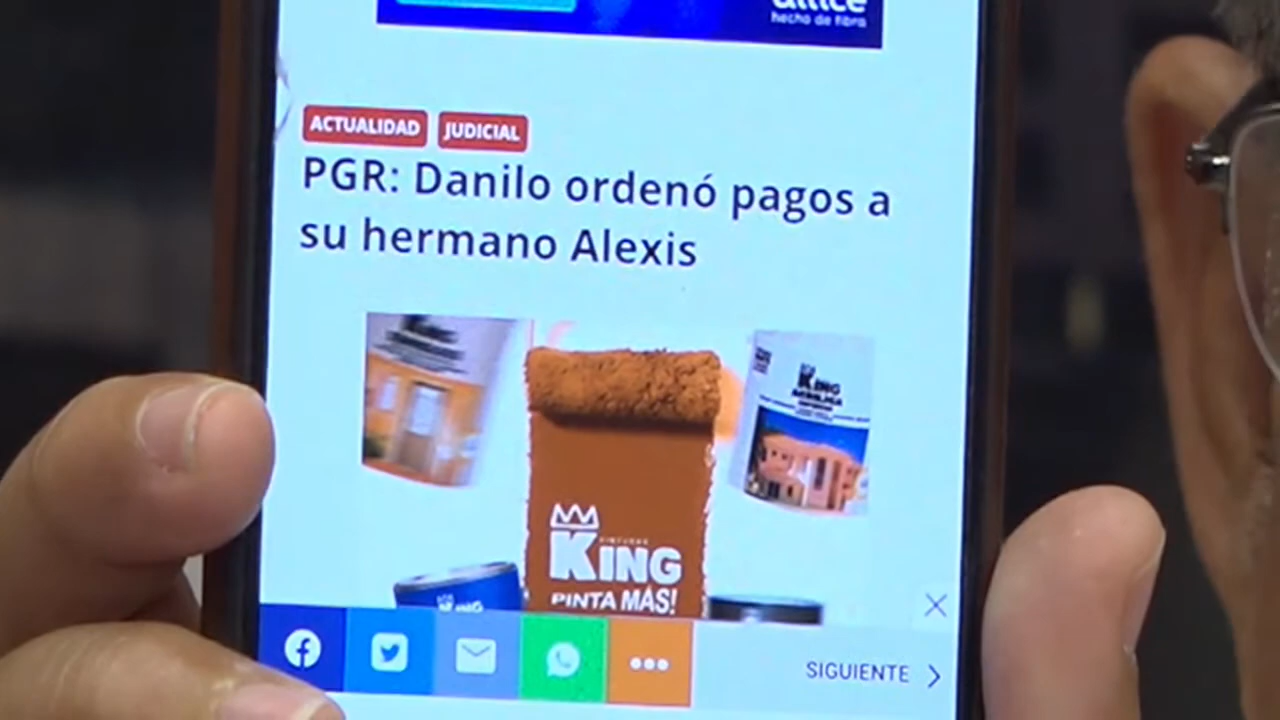 hecho de fibra
ACTUALIDAD JUDICIAL
PGR: Danilo ordenó pagos a
su hermano Alexis
KING
KING
PINTA MÁS!
SIGUIENTE